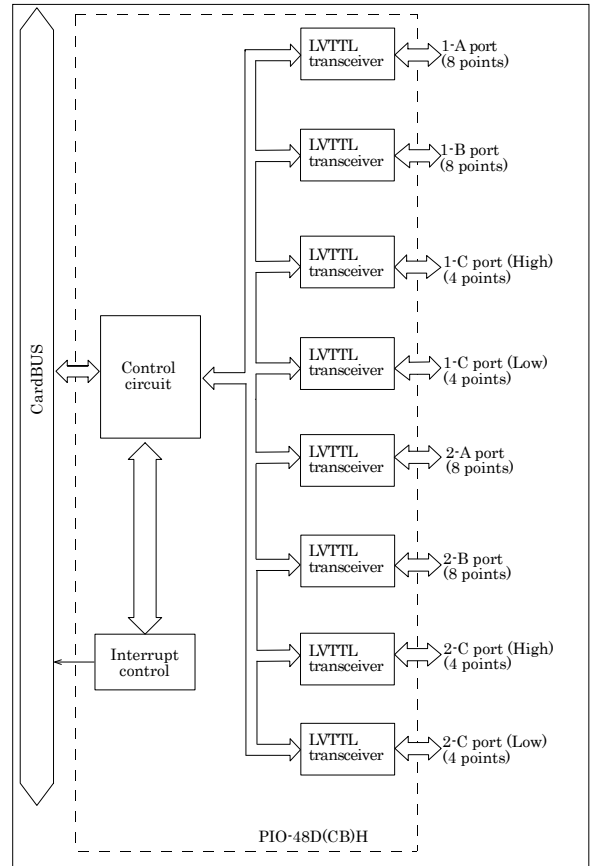 LVTTL
transceiver
1-A port
(8 points)
LVTTL
transceiver
1-B port
(8 points)
LVTTL
transceiver
1-C port (High)
(4 points)
LVTTL
transceiver
1-C port (Low)
(4 points)
CardBUS
Control
circuit
LVTTL
transceiver
2-A port
(8 points)
LVTTL
transceiver
2-B port
(8 points)
Interrupt
control
LVTTL
transceiver
2-C port (High)
(4 points)
LVTTL
transceiver
2-C port (Low)
(4 points)
PIO-48D(CB)H